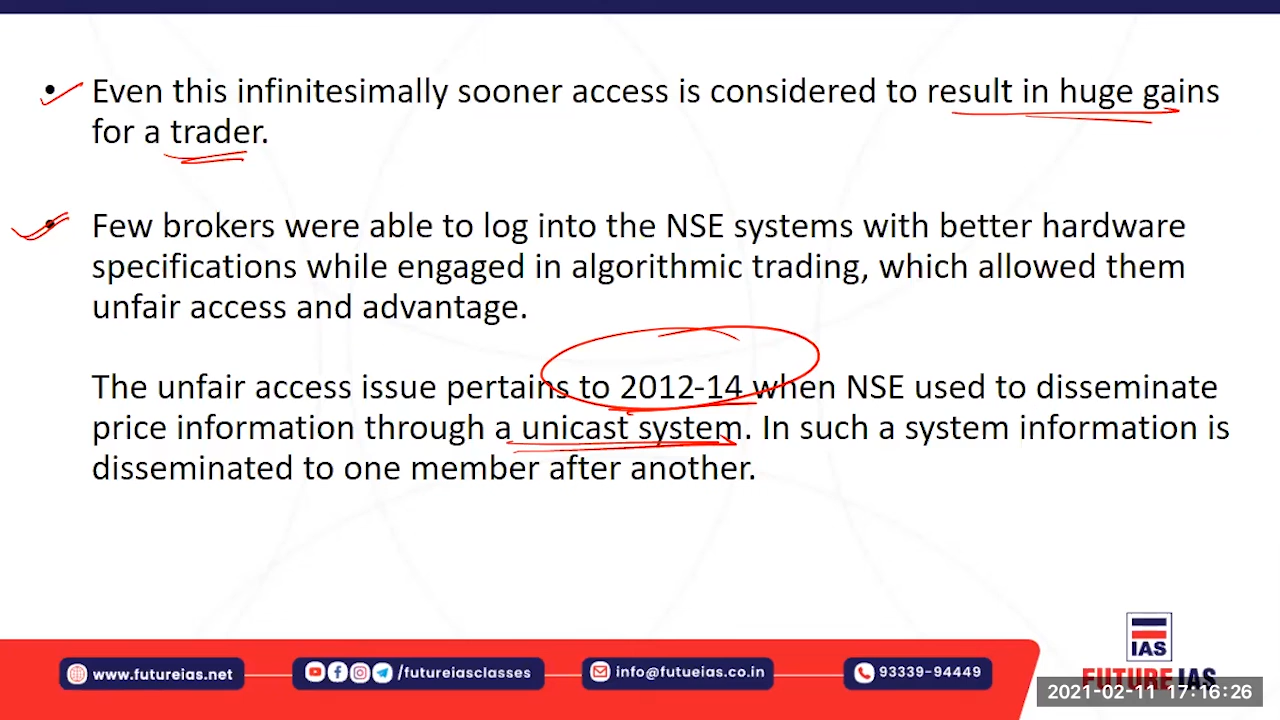 • Even this infinitesimally sooner access is considered to result in huge gains
for a trader.
• Few brokers were able to log into the NSE systems with better hardware
specifications while engaged in algorithmic trading, which allowed them
unfair access and advantage.
The unfair access issue pertains to 2012-14 when NSE used to disseminate
price information through a unicast system. In such a system information is
disseminated to one member after another.
IAS
FUTURE IAS
www.futureias.net
/futureiasclasses
info@futueias.co.in
93339-94449
2021-02-11 17:16:26